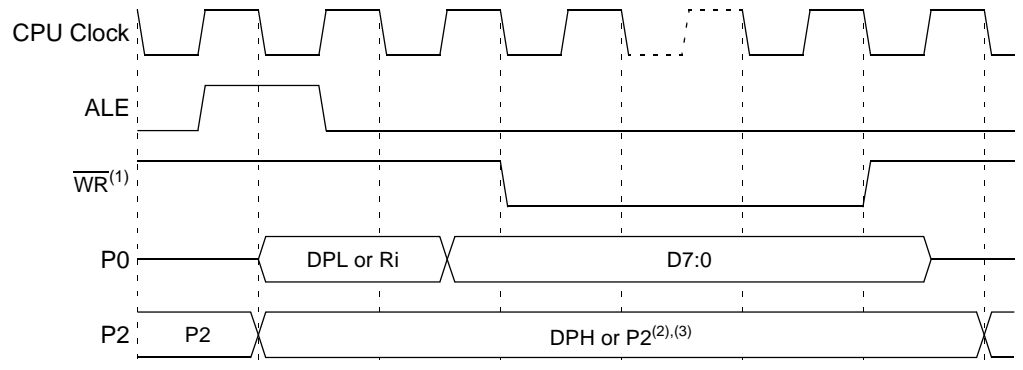 CPU Clock
ALE
WR(1)
P0 DPL or Ri D7:0
P2 P2 DPH or P2(2),(3)